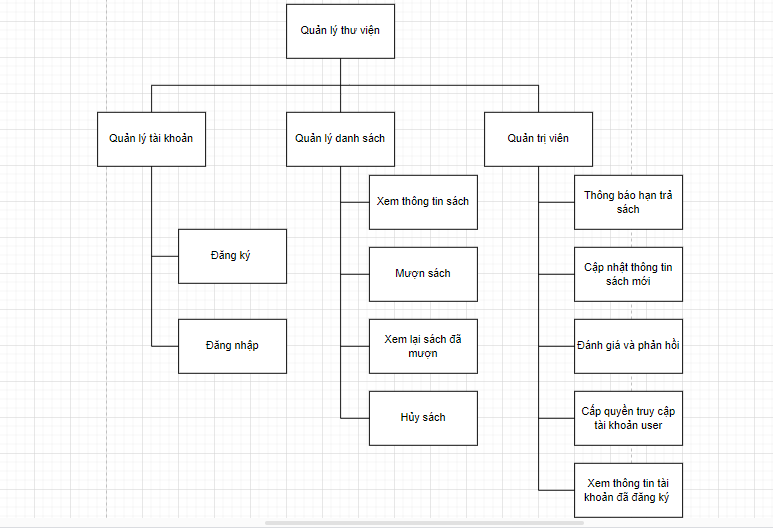 Quản lý thư viện
Quản lý tài khoản
Quản lý danh sách
Quản trị viên
Đăng ký
Đăng nhập
Xem thông tin sách
Mượn sách
Xem lại sách đã
mượn
Hủy sách
Thông báo hạn trả
sách
Cập nhật thông tin
sách mới
Đánh giá và phản hồi
Cấp quyền truy cập
tài khoản user
Xem thông tin tài
khoản đã đăng ký